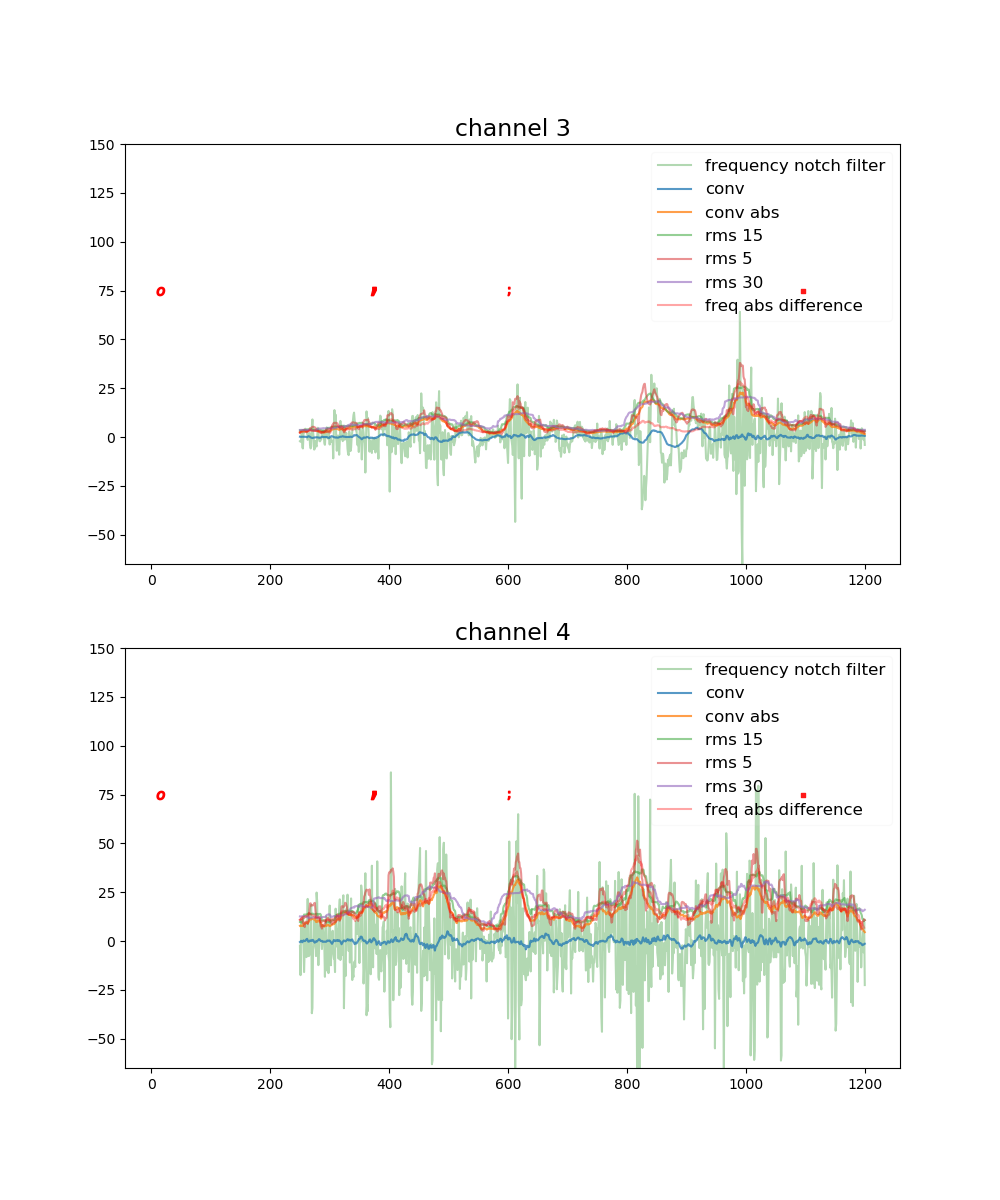 channel 3
150
125
100
75
50
25
0
−25
−50
frequency notch filter
conv
conv abs
rms 15
rms 5
rms 30
freq abs difference
o
;
0 200 400 600 800 1000 1200
channel 4
150
125
100
75
50
25
0
−25
−50
frequency notch filter
conv
conv abs
rms 15
rms 5
rms 30
freq abs difference
o
;
0 200 400 600 800 1000 1200